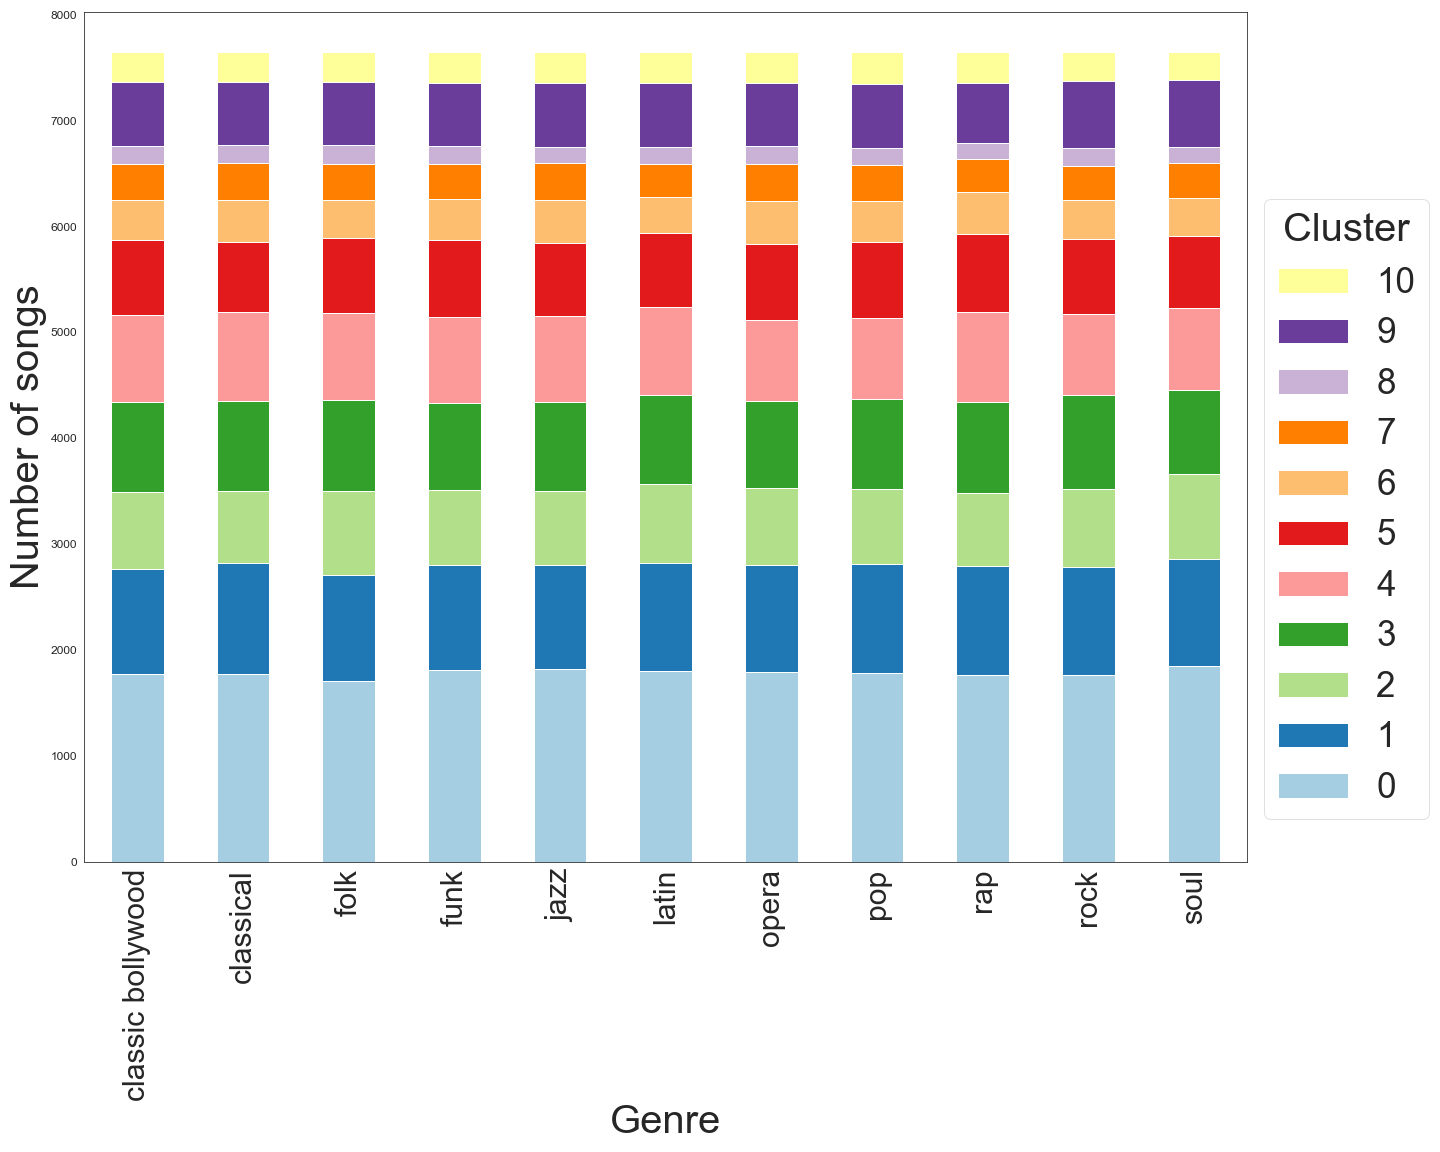 8000
7000
6000
5000
4000
3000
2000
1000
0
Number of songs
classic bollywood
classical
folk
funk
jazz
latin
opera
pop
rap
rock
soul
Genre
Cluster
10
9
8
7
6
5
4
3
2
1
0